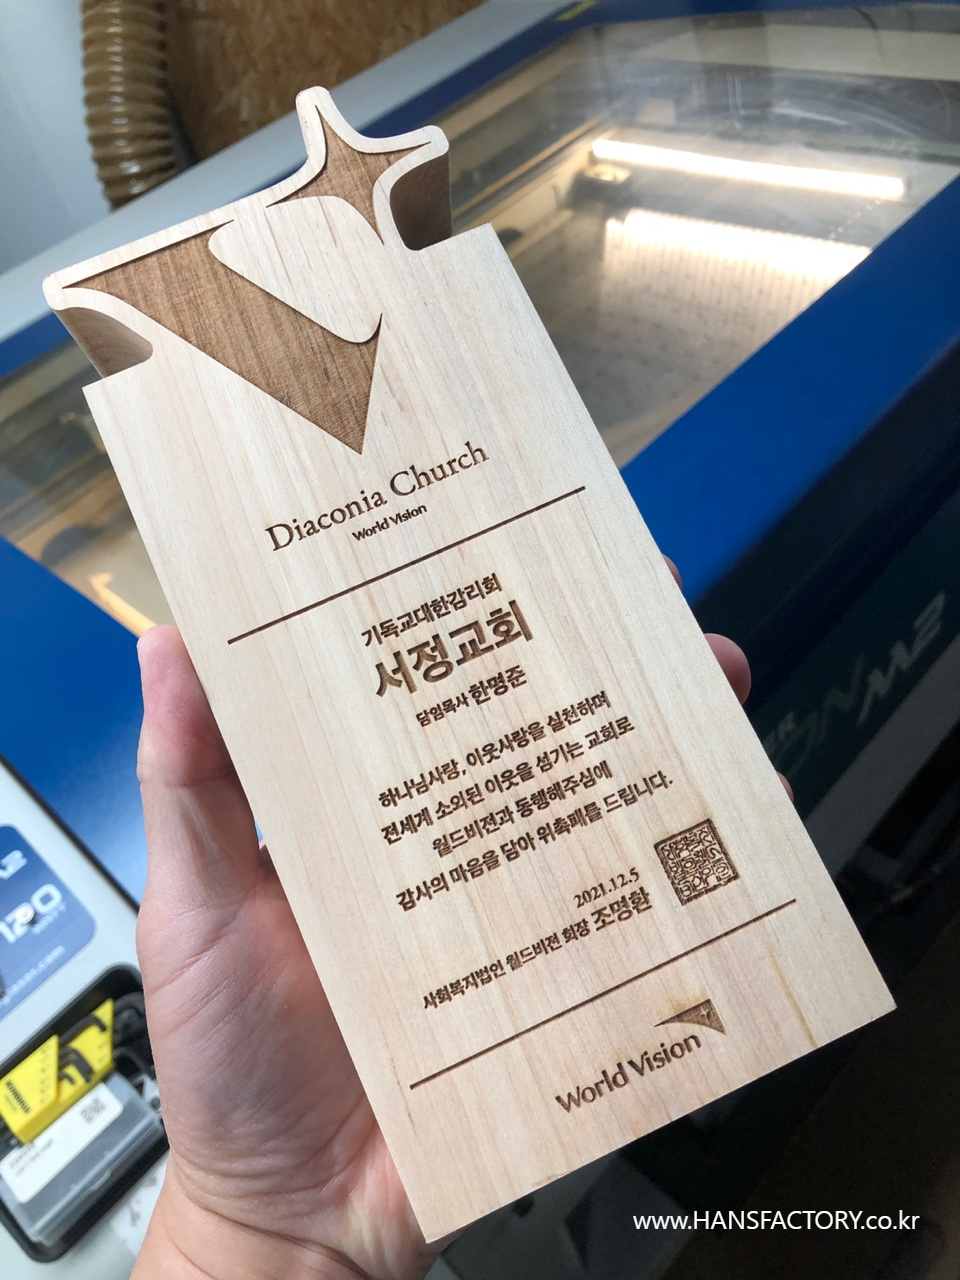 Diaconia Church
World Vision
기독교대한감리회
서정교회
담임목사 한명준
하나님사랑, 이웃사랑을 실천하며
전세계 소외된 이웃을 섬기는 교회로
월드비전과 동행해주심에
감사의 마음을 담아 위촉패를 드립니다.
2021.12.5
사회복지법인 월드비전 회장 조명환
World Vision
120
www.HANSFACTORY.co.kr